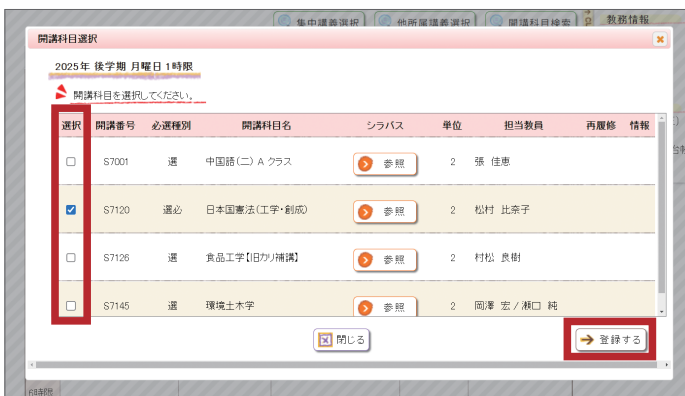 集中講義選択 他所属講義選択 開講科目検索 教務情報
開講科目選択
2025年 後学期 月曜日 1時限
開講科目を選択してください。
選択 開講番号 必選種別 開講科目名 シラバス 単位 担当教員 再履修 情報
S7001 選 中国語(二) A クラス 参照 2 張 佳恵
S7120 選必 日本国憲法(工学・創成) 参照 2 松村 比奈子
S7126 選 食品工学【旧カリ補講】 参照 2 村松 良樹
S7145 選 環境土木学 参照 2 岡澤 宏 / 瀬口 純
閉じる 登録する
6時限